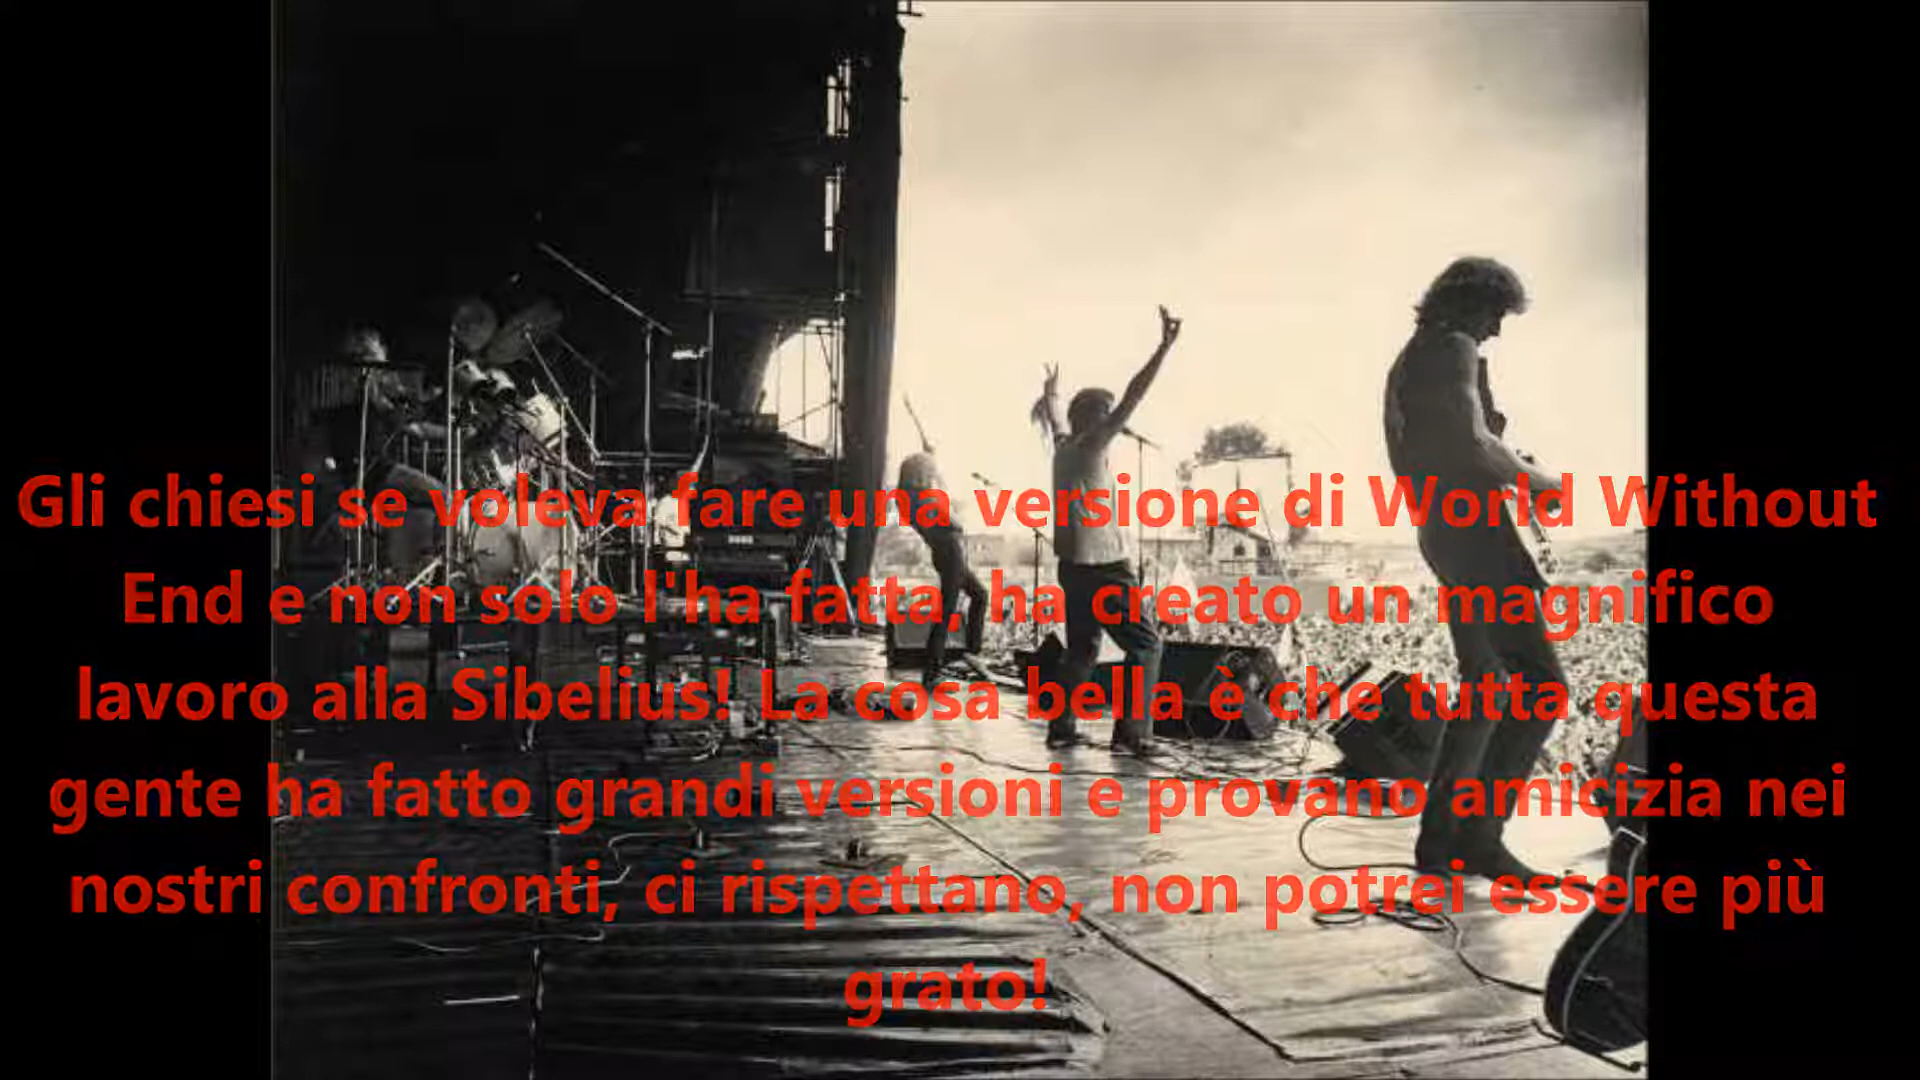 Gli chiesi se voleva fare una versione di World Without
End e non solo l'ha fatta, ha creato un magnifico
lavoro alla Sibelius! La cosa bella è che tutta questa
gente ha fatto grandi versioni e provano amicizia nei
nostri confronti, ci rispettano, non potrei essere più
grato!